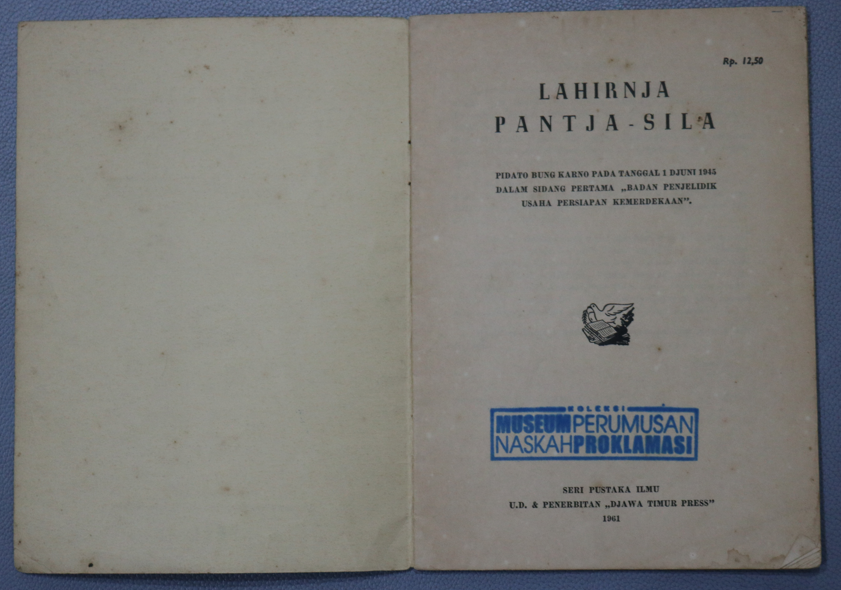 Rp. 12,50
LAHIRNJA
PANTJA-SILA
PIDATO BUNG KARNO PADA TANGGAL 1 DJUNI 1945
DALAM SIDANG PERTAMA „BADAN PENJELIDIK
USAHA PERSIAPAN KEMERDEKAAN”.
KOLEKSI
MUSEUM PERUMUSAN
NASKAH PROKLAMASI
SERI PUSTAKA ILMU
U.D. & PENERBITAN „DJAWA TIMUR PRESS”
1961